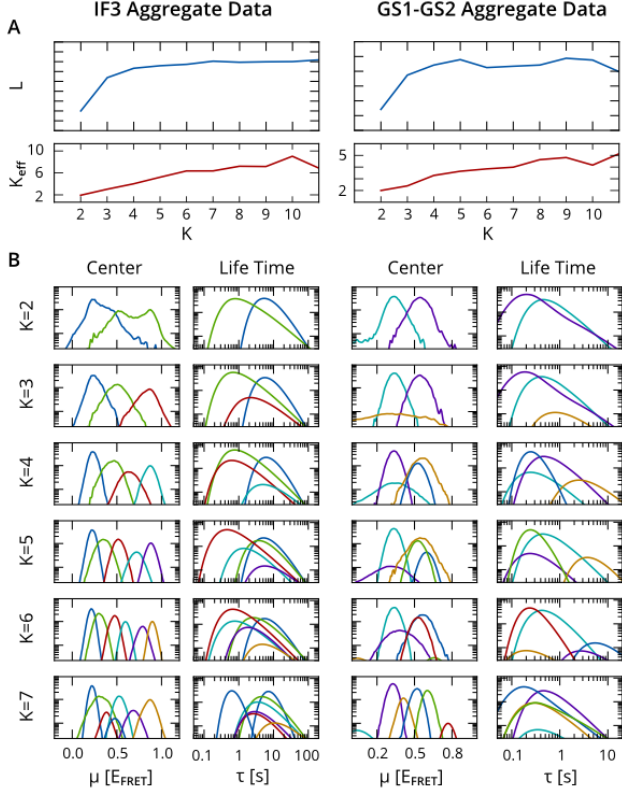 IF3 Aggregate Data
GS1-GS2 Aggregate Data
A
L
K_eff
10
6
2
5
2
2 3 4 5 6 7 8 9 10
2 3 4 5 6 7 8 9 10
K
K
B
Center
Life Time
Center
Life Time
K=2
K=3
K=4
K=5
K=6
K=7
0.0 0.5 1.0
0.1 1 10 100
0.2 0.5 0.8
0.1 1 10
μ [E_FRET]
τ [s]
μ [E_FRET]
τ [s]